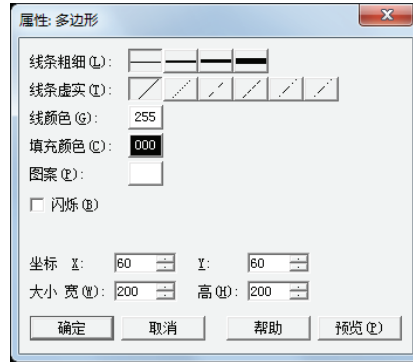 属性: 多边形
线条粗细(L):
线条虚实(T):
线颜色(G): 255
填充颜色(C): 000
图案(P):
闪烁(B)
坐标 X: 60 Y: 60
大小 宽(W): 200 高(H): 200
确定 取消 帮助 预览(P)